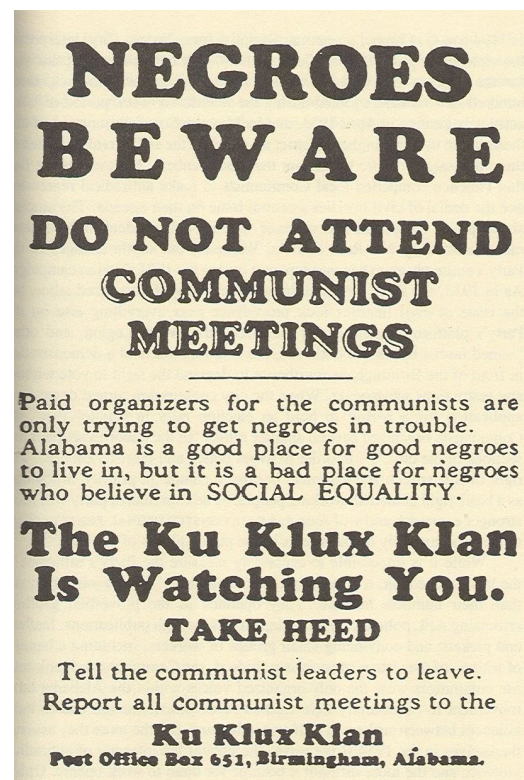 NEGROES
BEWARE
DO NOT ATTEND
COMMUNIST
MEETINGS
Paid organizers for the communists are
only trying to get negroes in trouble.
Alabama is a good place for good negroes
to live in, but it is a bad place for negroes
who believe in SOCIAL EQUALITY.
The Ku Klux Klan
Is Watching You.
TAKE HEED
Tell the communist leaders to leave.
Report all communist meetings to the
Ku Klux Klan
Post Office Box 651, Birmingham, Alabama.